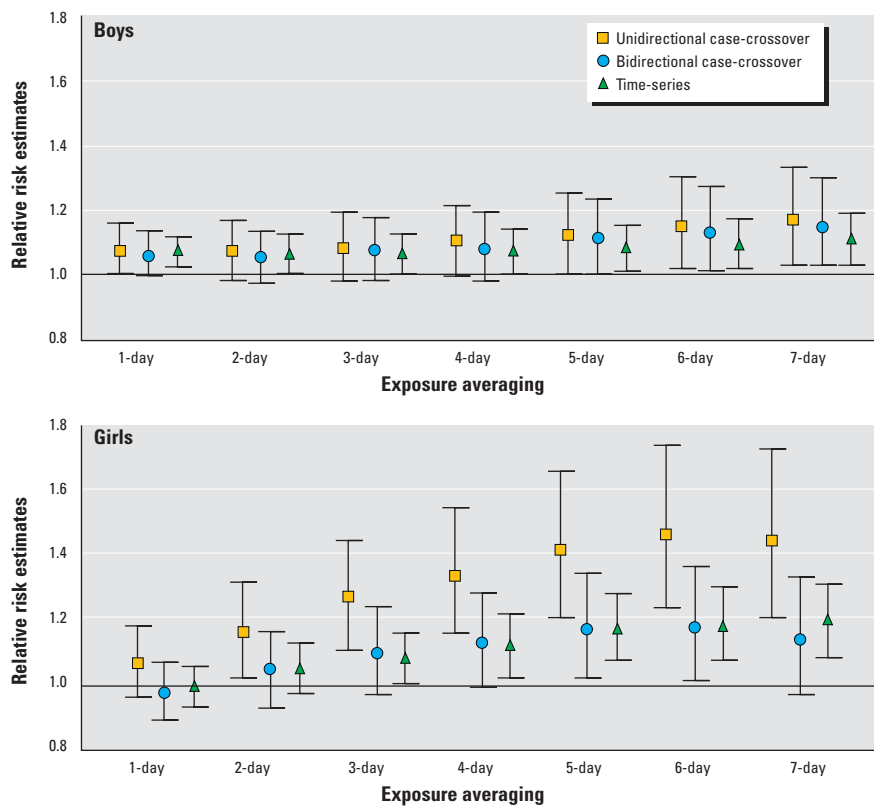 Boys
Unidirectional case-crossover
Bidirectional case-crossover
Time-series
Relative risk estimates
1.8
1.6
1.4
1.2
1.0
0.8
1-day 2-day 3-day 4-day 5-day 6-day 7-day
Exposure averaging
Girls
Relative risk estimates
1.8
1.6
1.4
1.2
1.0
0.8
1-day 2-day 3-day 4-day 5-day 6-day 7-day
Exposure averaging